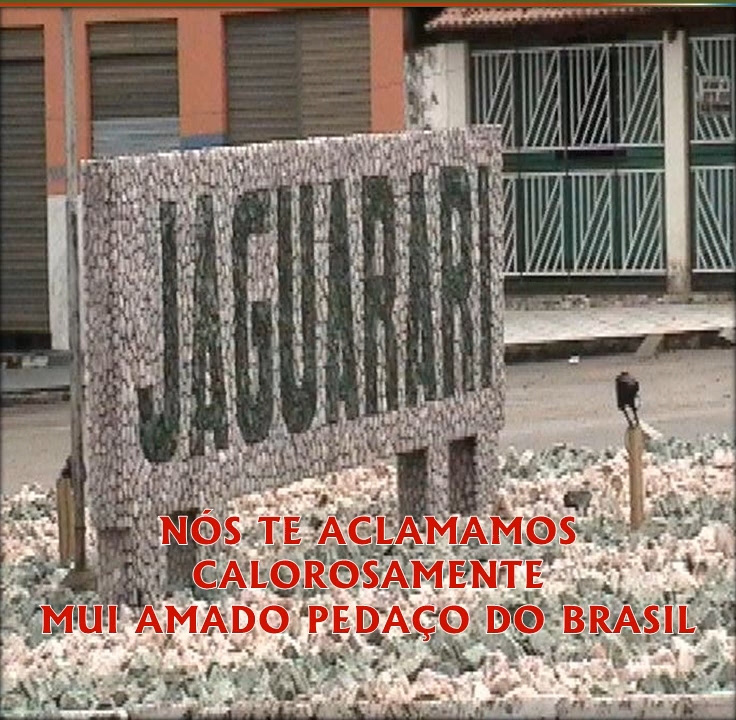 JAGUARARI
NÓS TE ACLAMAMOS
CALOROSAMENTE
MUI AMADO PEDAÇO DO BRASIL